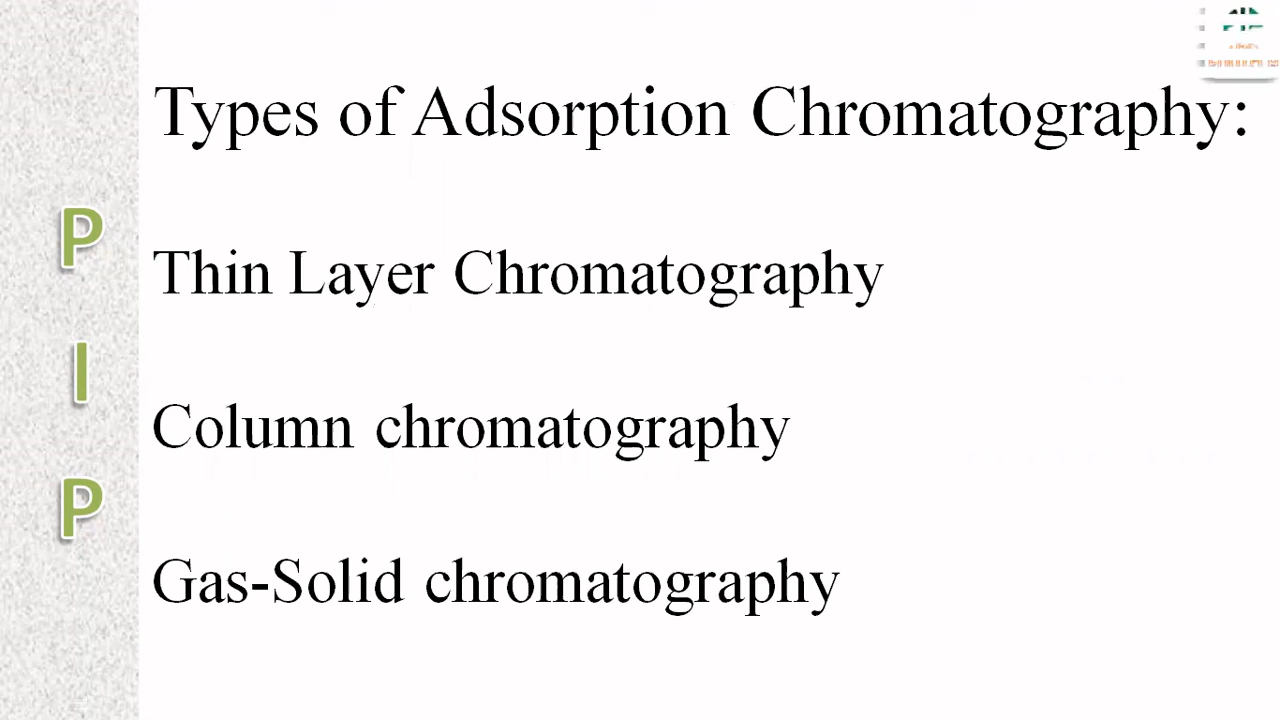 Types of Adsorption Chromatography:
Thin Layer Chromatography
Column chromatography
Gas-Solid chromatography
P
I
P